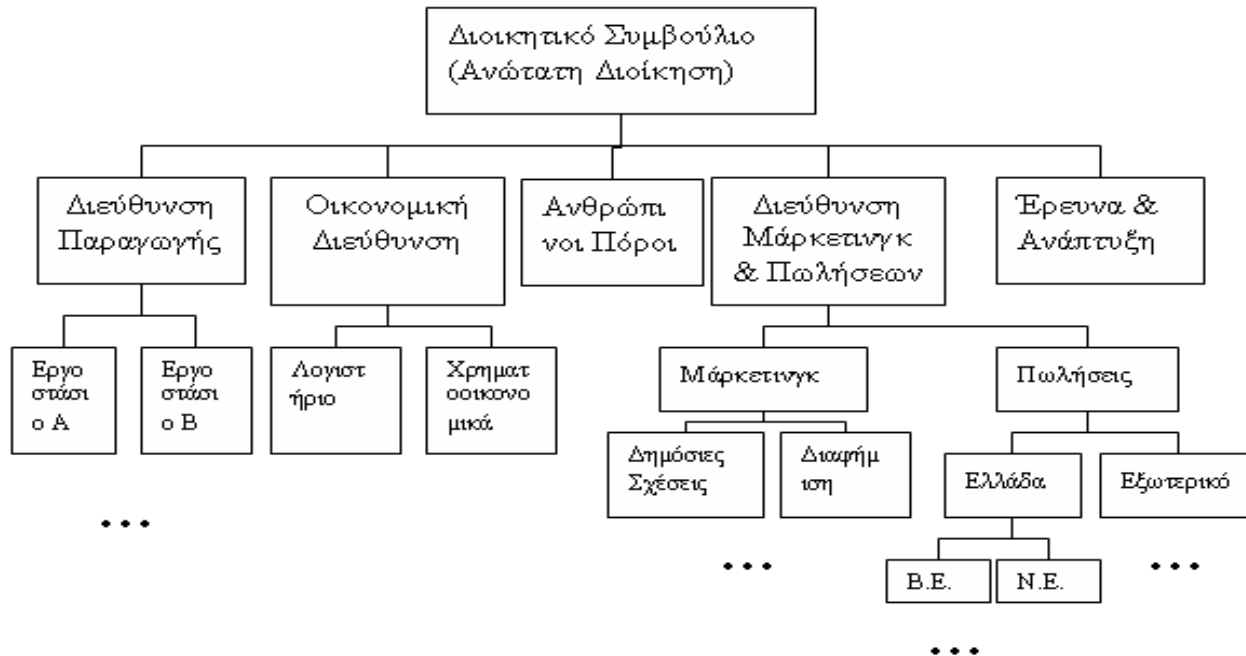 Διοικητικό Συμβούλιο
(Ανώτατη Διοίκηση)
Διεύθυνση
Παραγωγής
Οικονομική
Διεύθυνση
Ανθρώπι
νοι Πόροι
Διεύθυνση
Μάρκετινγκ
& Πωλήσεων
Έρευνα &
Ανάπτυξη
Εργο
στάσι
ο Α
Εργο
στάσι
ο Β
Λογιστ
ήριο
Χρηματ
οοικονο
μικά
Μάρκετινγκ
Πωλήσεις
Δημόσιες
Σχέσεις
Διαφήμ
ιση
Ελλάδα
Εξωτερικό
...
...
...
Β.Ε.
Ν.Ε.
...